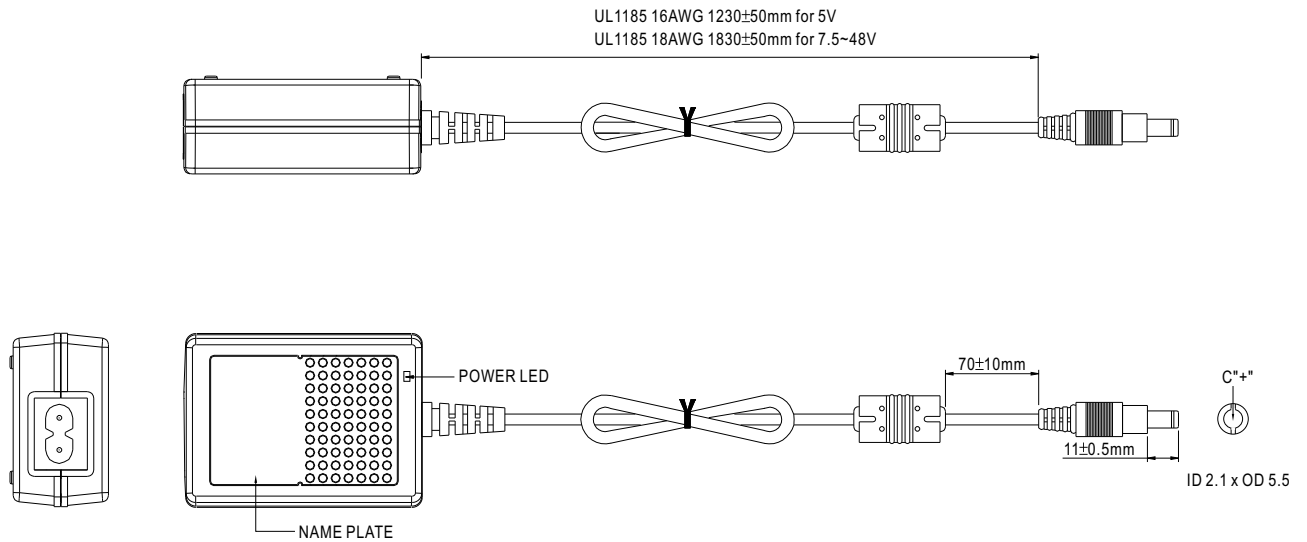 UL1185 16AWG 1230±50mm for 5V
UL1185 18AWG 1830±50mm for 7.5~48V
POWER LED
70±10mm
C"+"
11±0.5mm
ID 2.1 x OD 5.5
NAME PLATE